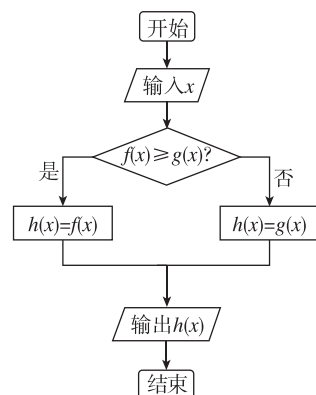 开始
输入x
f(x)≥g(x)?
是
否
h(x)=f(x)
h(x)=g(x)
输出h(x)
结束